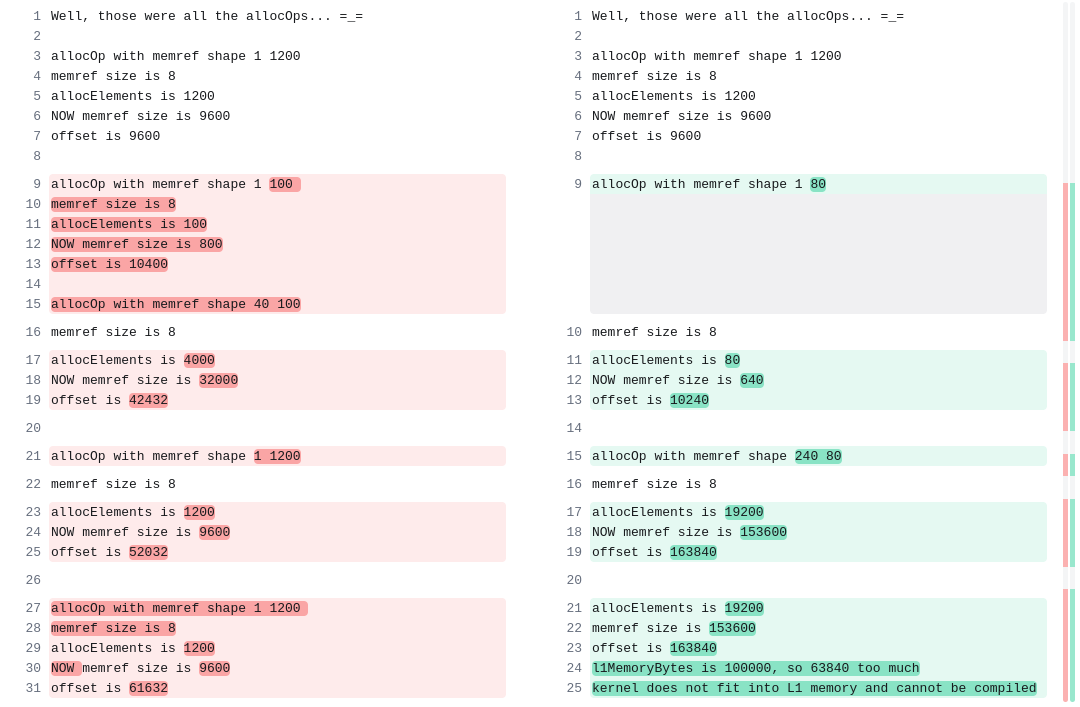 1 Well, those were all the allocOps... =_=
2
3 allocOp with memref shape 1 1200
4 memref size is 8
5 allocElements is 1200
6 NOW memref size is 9600
7 offset is 9600
8
9 allocOp with memref shape 1 100
10 memref size is 8
11 allocElements is 100
12 NOW memref size is 800
13 offset is 10400
14
15 allocOp with memref shape 40 100
16 memref size is 8
17 allocElements is 4000
18 NOW memref size is 32000
19 offset is 42432
20
21 allocOp with memref shape 1 1200
22 memref size is 8
23 allocElements is 1200
24 NOW memref size is 9600
25 offset is 52032
26
27 allocOp with memref shape 1 1200
28 memref size is 8
29 allocElements is 1200
30 NOW memref size is 9600
31 offset is 61632
1 Well, those were all the allocOps... =_=
2
3 allocOp with memref shape 1 1200
4 memref size is 8
5 allocElements is 1200
6 NOW memref size is 9600
7 offset is 9600
8
9 allocOp with memref shape 1 80
10 memref size is 8
11 allocElements is 80
12 NOW memref size is 640
13 offset is 10240
14
15 allocOp with memref shape 240 80
16 memref size is 8
17 allocElements is 19200
18 NOW memref size is 153600
19 offset is 163840
20
21 allocElements is 19200
22 memref size is 153600
23 offset is 163840
24 l1MemoryBytes is 100000, so 63840 too much
25 kernel does not fit into L1 memory and cannot be compiled